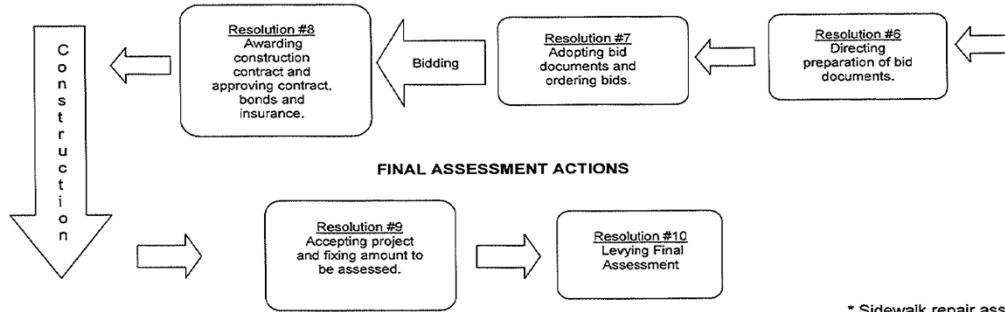 Construction
Resolution #8
Awarding
construction
contract and
approving contract,
bonds and
insurance.
Bidding
Resolution #7
Adopting bid
documents and
ordering bids.
Resolution #6
Directing
preparation of bid
documents.
FINAL ASSESSMENT ACTIONS
Resolution #9
Accepting project
and fixing amount to
be assessed.
Resolution #10
Levying Final
Assessment
* Sidewalk repair ass